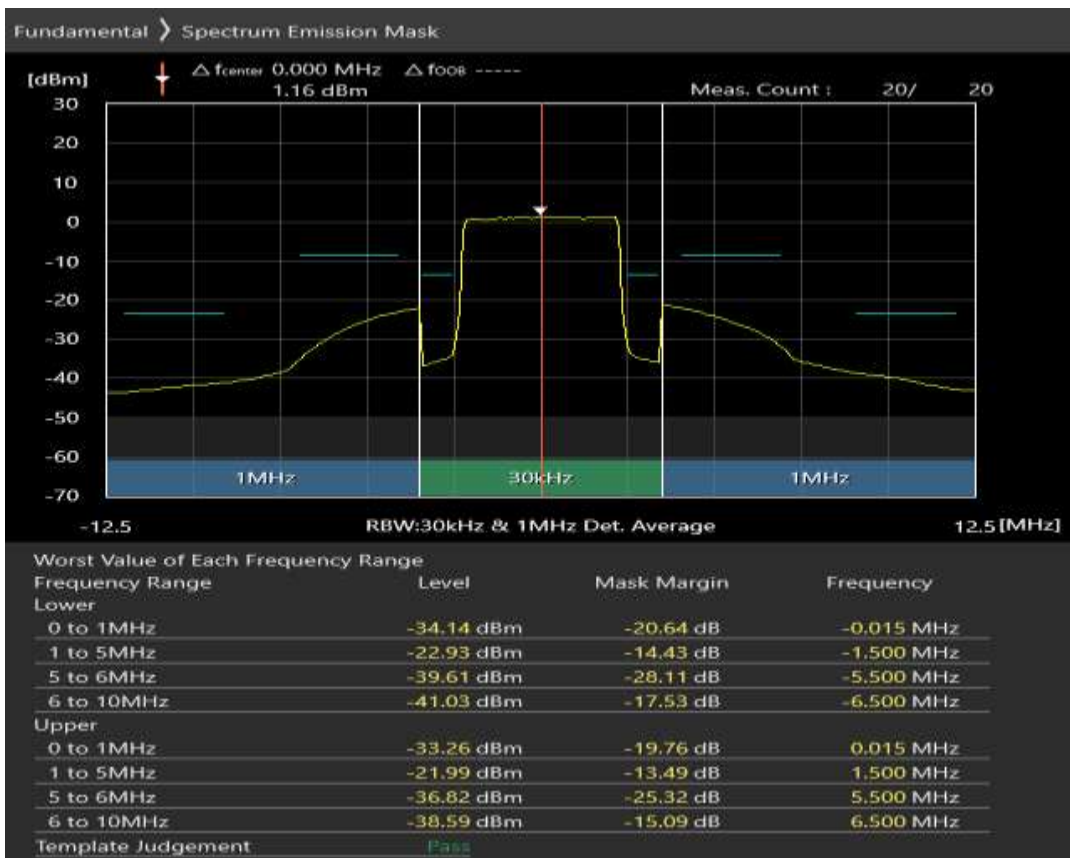 Fundamental ❯ Spectrum Emission Mask
[dBm] △ fcenter 0.000 MHz △ fOOB -----
1.16 dBm Meas. Count : 20/ 20
30
20
10
0
-10
-20
-30
-40
-50
-60
1MHz 30kHz 1MHz
-70
-12.5 RBW:30kHz & 1MHz Det. Average 12.5 [MHz]
Worst Value of Each Frequency Range
Frequency Range Level Mask Margin Frequency
Lower
0 to 1MHz -34.14 dBm -20.64 dB -0.015 MHz
1 to 5MHz -22.93 dBm -14.43 dB -1.500 MHz
5 to 6MHz -39.61 dBm -28.11 dB -5.500 MHz
6 to 10MHz -41.03 dBm -17.53 dB -6.500 MHz
Upper
0 to 1MHz -33.26 dBm -19.76 dB 0.015 MHz
1 to 5MHz -21.99 dBm -13.49 dB 1.500 MHz
5 to 6MHz -36.82 dBm -25.32 dB 5.500 MHz
6 to 10MHz -38.59 dBm -15.09 dB 6.500 MHz
Template Judgement Pass